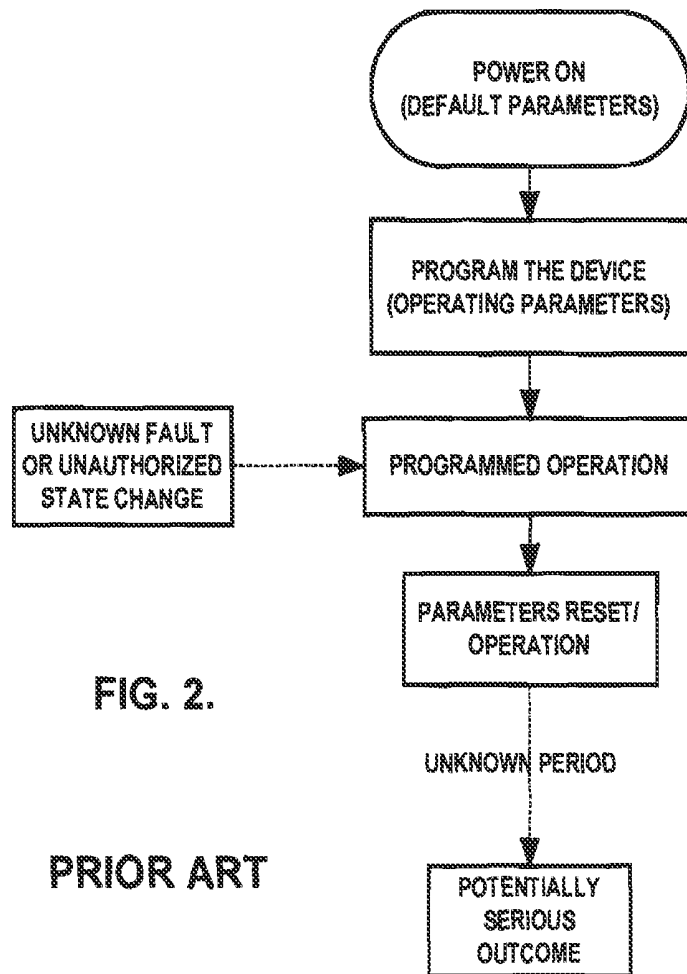 POWER ON
(DEFAULT PARAMETERS)
PROGRAM THE DEVICE
(OPERATING PARAMETERS)
UNKNOWN FAULT
OR UNAUTHORIZED
STATE CHANGE
PROGRAMMED OPERATION
PARAMETERS RESET/
OPERATION
FIG. 2.
UNKNOWN PERIOD
PRIOR ART
POTENTIALLY
SERIOUS
OUTCOME